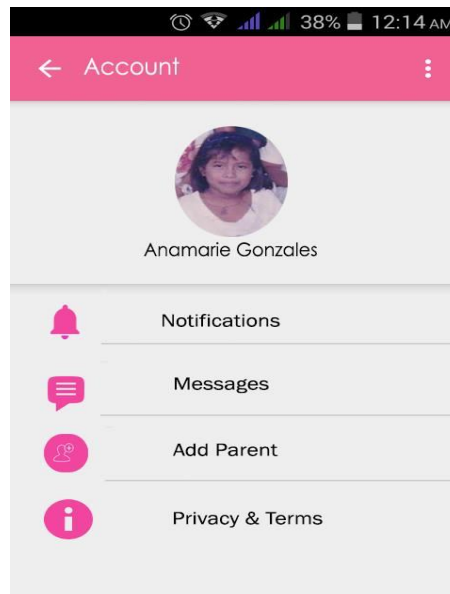 38% 12:14 AM
Account
Anamarie Gonzales
Notifications
Messages
Add Parent
Privacy & Terms